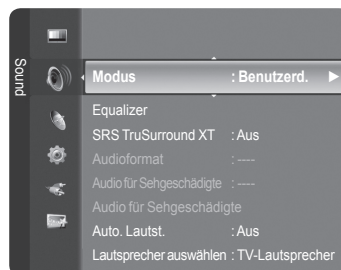 Sound
Modus : Benutzerd.
Equalizer
SRS TruSurround XT : Aus
Audioformat : ----
Audio für Sehgeschädigte : ----
Audio für Sehgeschädigte
Auto. Lautst. : Aus
Lautsprecher auswählen : TV-Lautsprecher